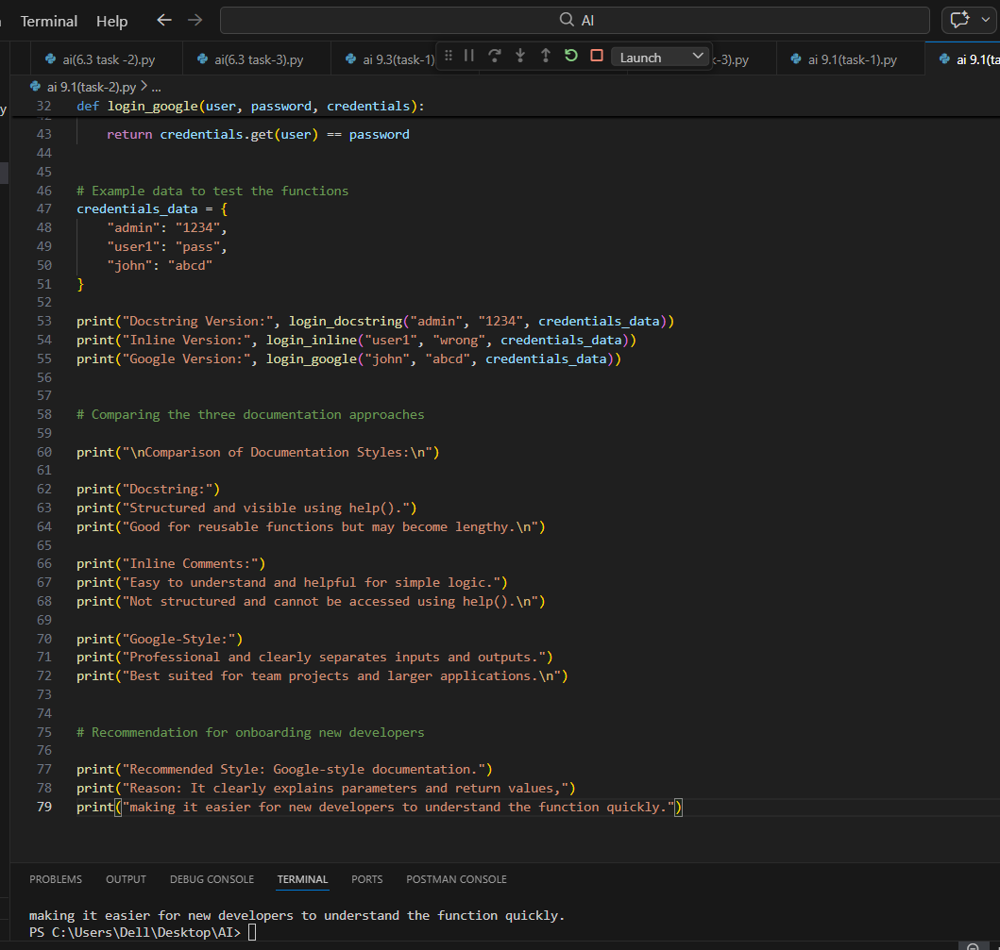 Terminal Help AI
ai(6.3 task -2).py ai(6.3 task-3).py ai 9.3(task-1) Launch -3).py ai 9.1(task-1).py ai 9.1(ta
ai 9.1(task-2).py > ...
32 def login_google(user, password, credentials):
43 return credentials.get(user) == password
44
45
46 # Example data to test the functions
47 credentials_data = {
48 "admin": "1234",
49 "user1": "pass",
50 "john": "abcd"
51 }
52
53 print("Docstring Version:", login_docstring("admin", "1234", credentials_data))
54 print("Inline Version:", login_inline("user1", "wrong", credentials_data))
55 print("Google Version:", login_google("john", "abcd", credentials_data))
56
57
58 # Comparing the three documentation approaches
59
60 print("\nComparison of Documentation Styles:\n")
61
62 print("Docstring:")
63 print("Structured and visible using help().")
64 print("Good for reusable functions but may become lengthy.\n")
65
66 print("Inline Comments:")
67 print("Easy to understand and helpful for simple logic.")
68 print("Not structured and cannot be accessed using help().\n")
69
70 print("Google-Style:")
71 print("Professional and clearly separates inputs and outputs.")
72 print("Best suited for team projects and larger applications.\n")
73
74
75 # Recommendation for onboarding new developers
76
77 print("Recommended Style: Google-style documentation.")
78 print("Reason: It clearly explains parameters and return values,")
79 print("making it easier for new developers to understand the function quickly.")
PROBLEMS OUTPUT DEBUG CONSOLE TERMINAL PORTS POSTMAN CONSOLE
making it easier for new developers to understand the function quickly.
PS C:\Users\Dell\Desktop\AI>